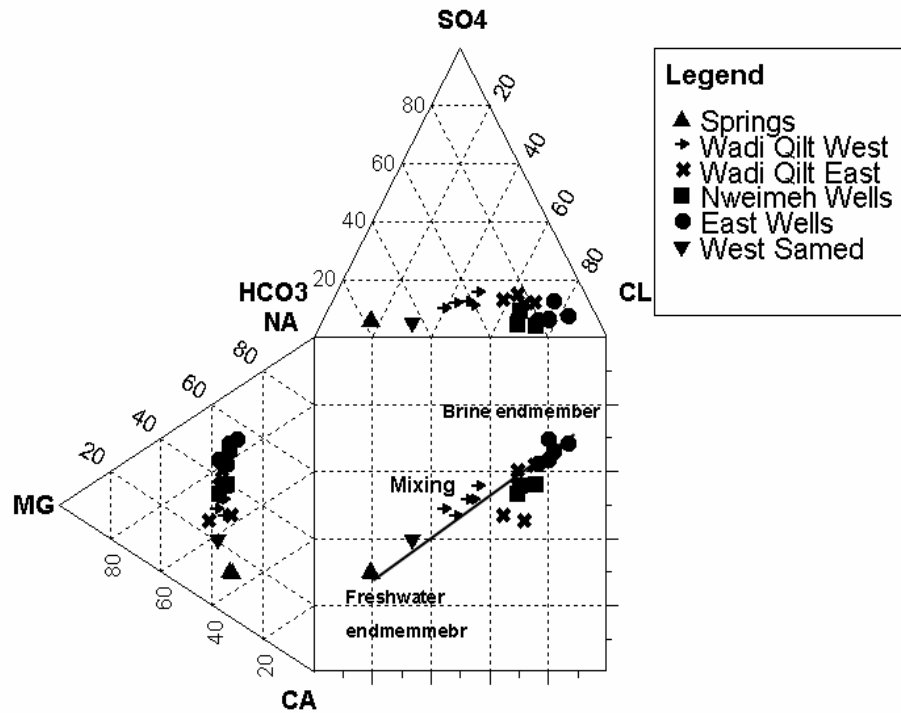 SO4
20
80
40
60
60
40
80
20
HCO3
CL
NA
Legend
Springs
Wadi Qilt West
Wadi Qilt East
Nweimeh Wells
East Wells
West Samed
80
60
40
20
MG
80
60
40
20
CA
Brine endmember
Mixing
Freshwater
endmemmebr